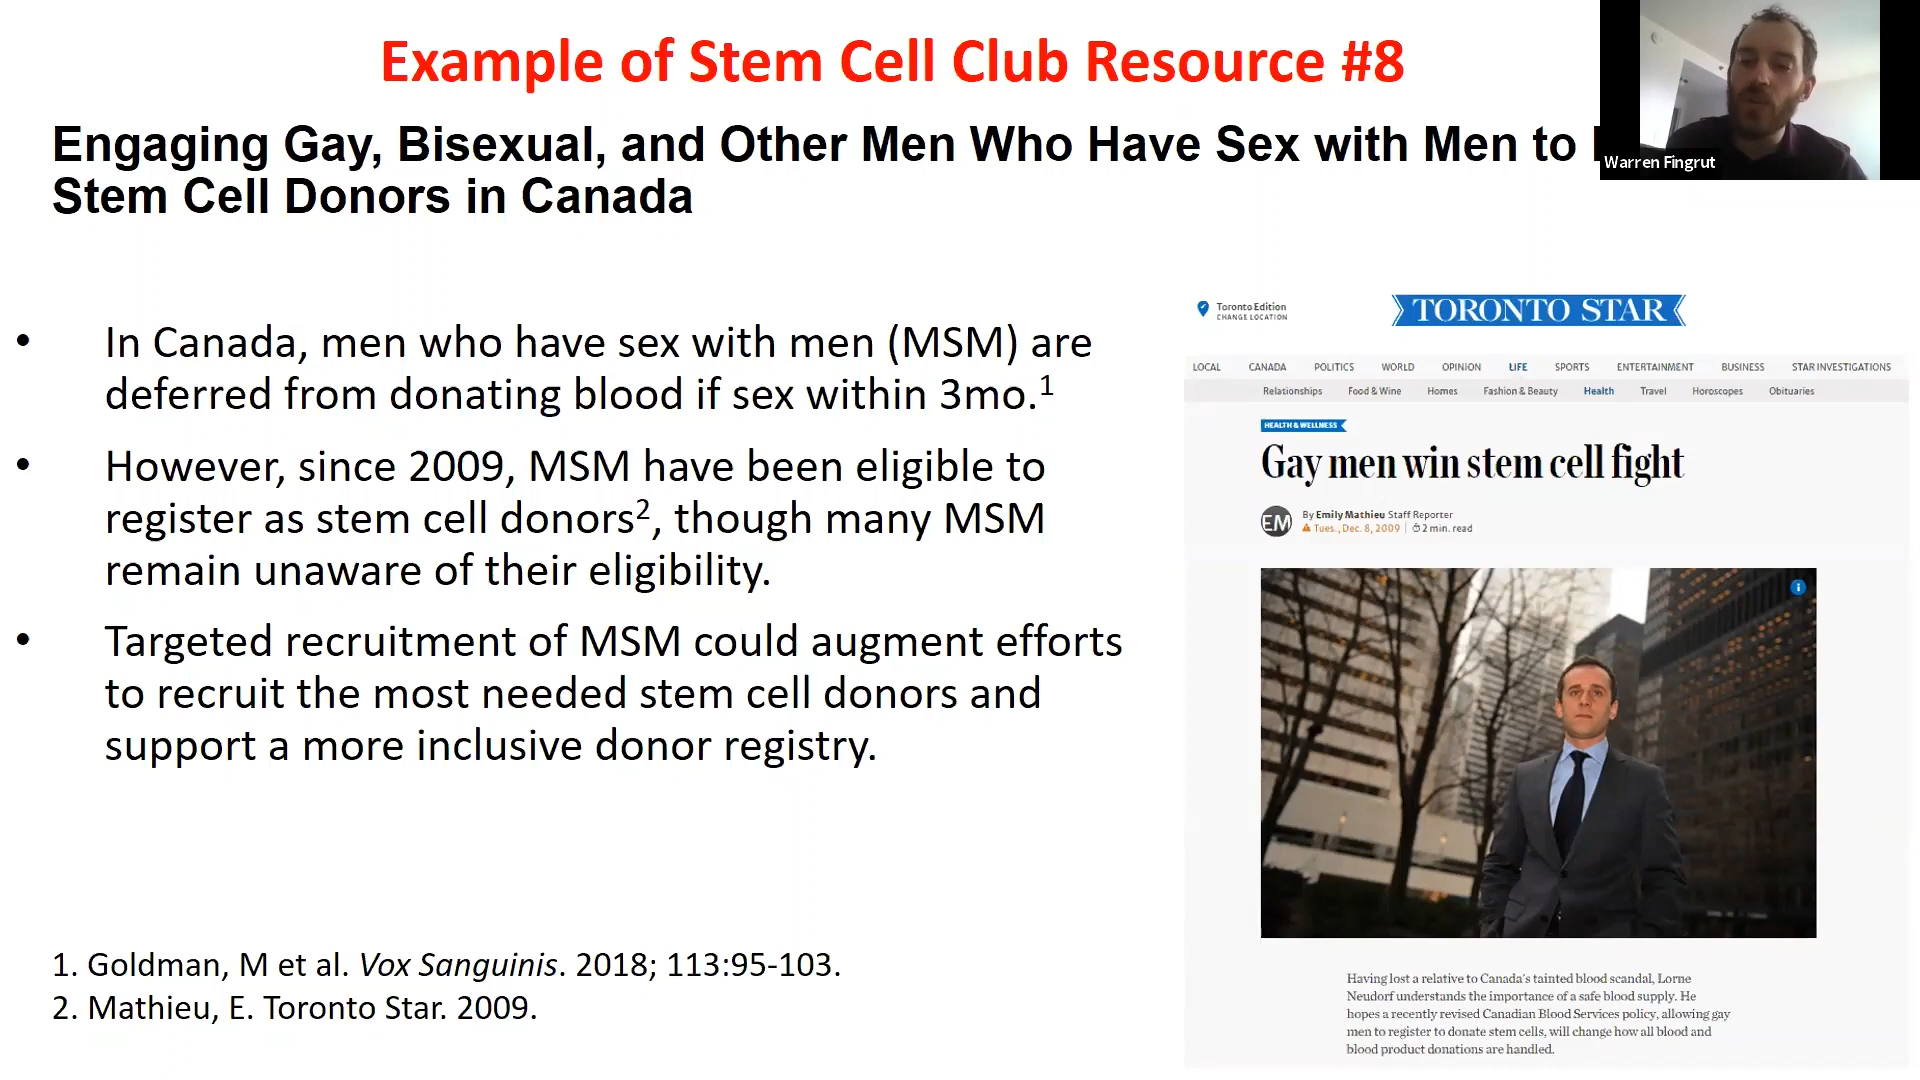 Example of Stem Cell Club Resource #8
Engaging Gay, Bisexual, and Other Men Who Have Sex with Men to
Stem Cell Donors in Canada
Warren Fingrut
• In Canada, men who have sex with men (MSM) are
deferred from donating blood if sex within 3mo.1
• However, since 2009, MSM have been eligible to
register as stem cell donors2, though many MSM
remain unaware of their eligibility.
• Targeted recruitment of MSM could augment efforts
to recruit the most needed stem cell donors and
support a more inclusive donor registry.
1. Goldman, M et al. Vox Sanguinis. 2018; 113:95-103.
2. Mathieu, E. Toronto Star. 2009.
Toronto Edition
CHANGE LOCATION
TORONTO STAR
LOCAL CANADA POLITICS WORLD OPINION LIFE SPORTS ENTERTAINMENT BUSINESS STAR INVESTIGATIONS
Relationships Food & Wine Homes Fashion & Beauty Health Travel Horoscopes Obituaries
HEALTH & WELLNESS
Gay men win stem cell fight
EM
By Emily Mathieu Staff Reporter
Tues., Dec. 8, 2009 | 2 min. read
i
Having lost a relative to Canada's tainted blood scandal, Lorne
Neudorf understands the importance of a safe blood supply. He
hopes a recently revised Canadian Blood Services policy, allowing gay
men to register to donate stem cells, will change how all blood and
blood product donations are handled.